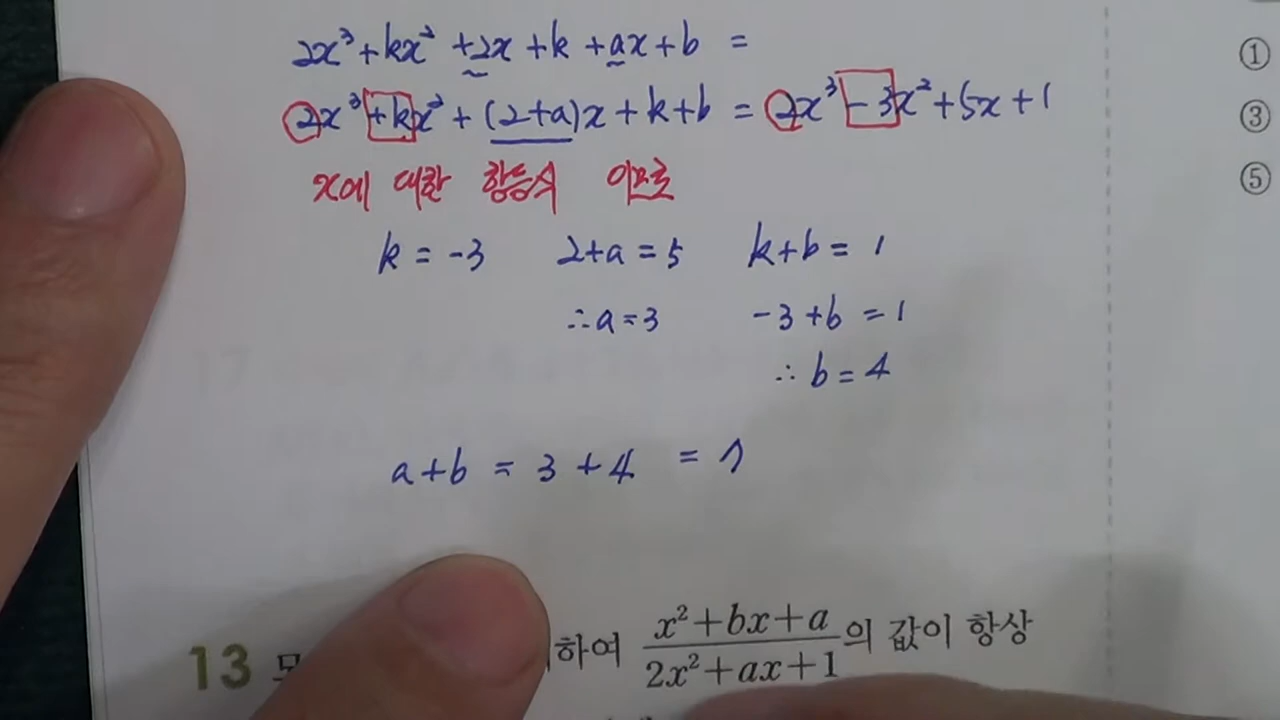 2x³+kx² +2x +k +ax+b =
2x³+kx²+(2+a)x+k+b = 2x³-3x²+5x+1
x에 대한 항등식 이므로
k = -3 2+a = 5 k+b = 1
∴a=3 -3+b = 1
∴ b = 4
a+b = 3+4 = 7
13 하여 (x²+bx+a)/(2x²+ax+1)의 값이 항상
①
③
⑤